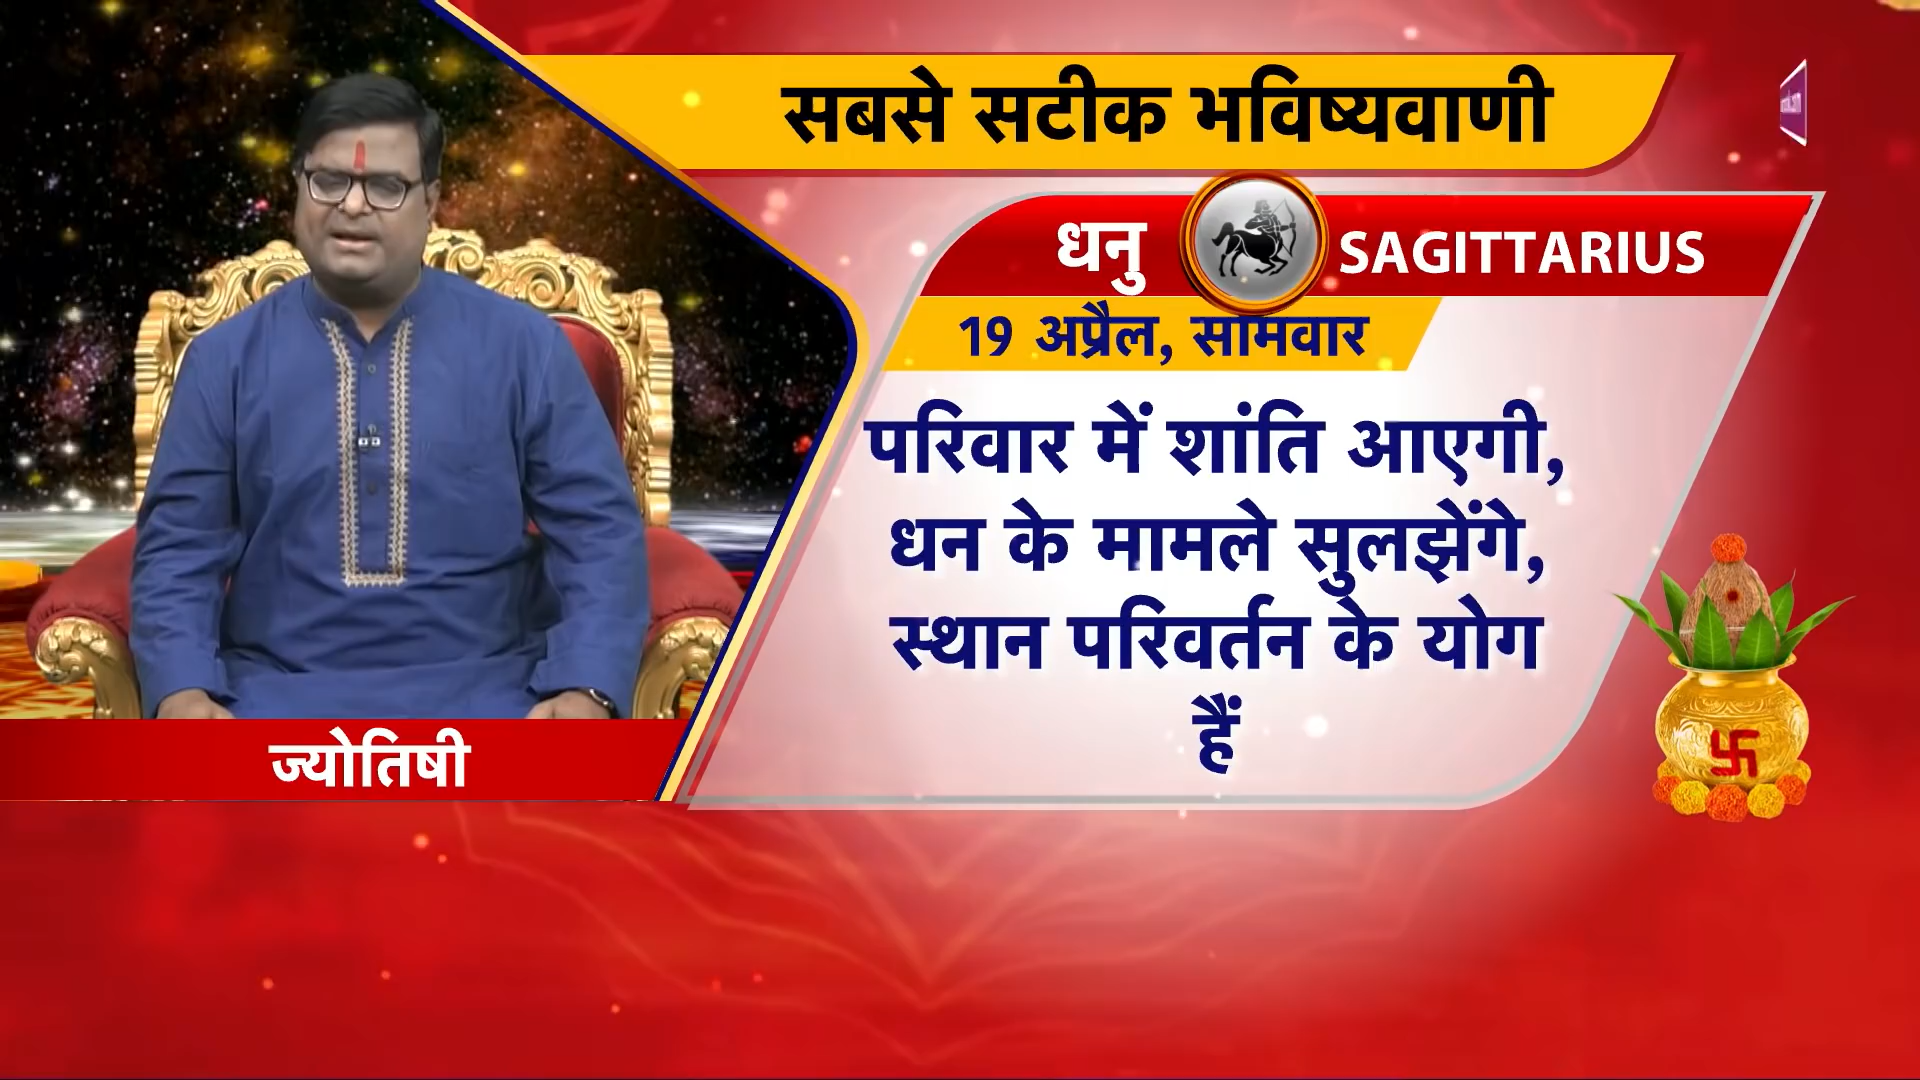 सबसे सटीक भविष्यवाणी
धनु SAGITTARIUS
19 अप्रैल, सोमवार
परिवार में शांति आएगी,
धन के मामले सुलझेंगे,
स्थान परिवर्तन के योग
हैं
ज्योतिषी